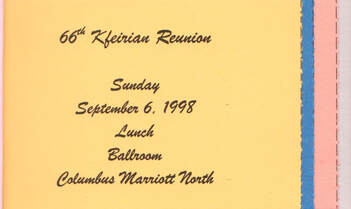 66th Kfeirian Reunion
Sunday
September 6, 1998
Lunch
Ballroom
Columbus Marriott North